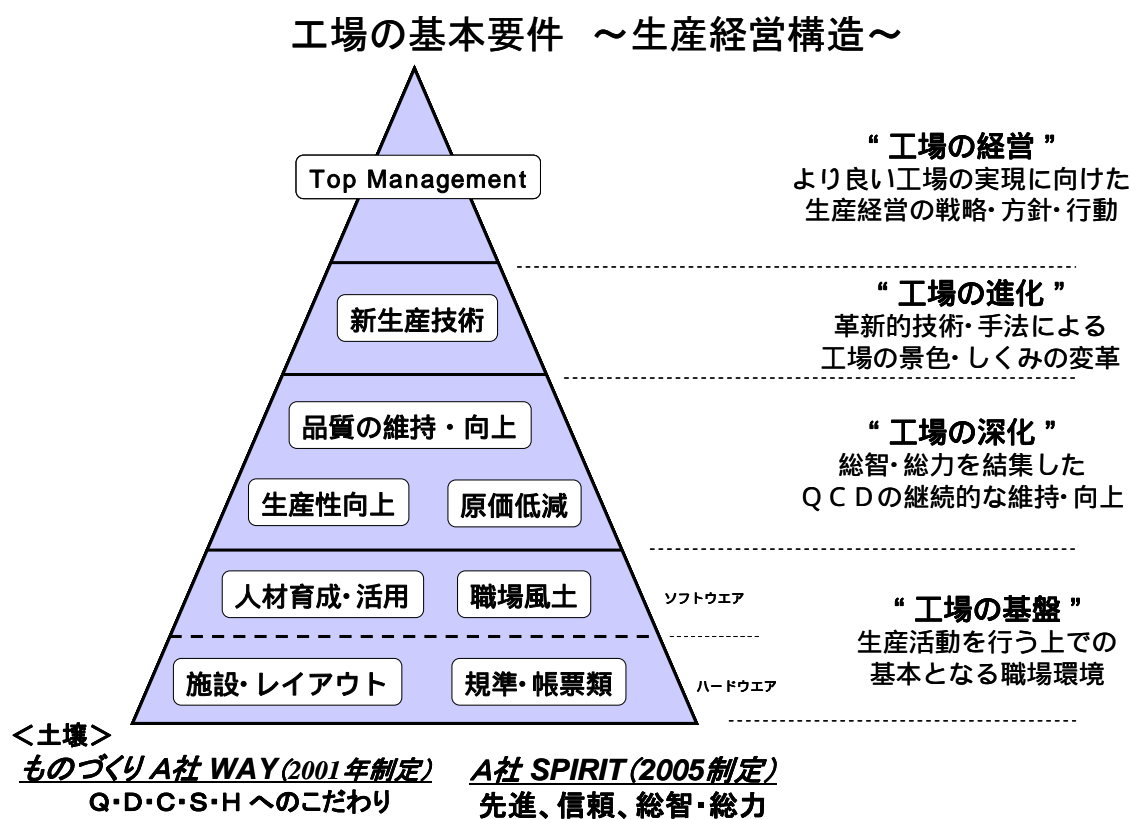 工場の基本要件　～生産経営構造～
Top Management
“ 工場の経営 ”
より良い工場の実現に向けた
生産経営の戦略・方針・行動
新生産技術
“ 工場の進化 ”
革新的技術・手法による
工場の景色・しくみの変革
品質の維持・向上
生産性向上
原価低減
“ 工場の深化 ”
総智・総力を結集した
ＱＣＤの継続的な維持・向上
人材育成・活用
職場風土
ソフトウエア
施設・レイアウト
規準・帳票類
ハードウエア
“ 工場の基盤 ”
生産活動を行う上での
基本となる職場環境
＜土壌＞
ものづくり A社 WAY（2001年制定）
Q・D・C・S・H へのこだわり
A社 SPIRIT（2005制定）
先進、信頼、総智・総力